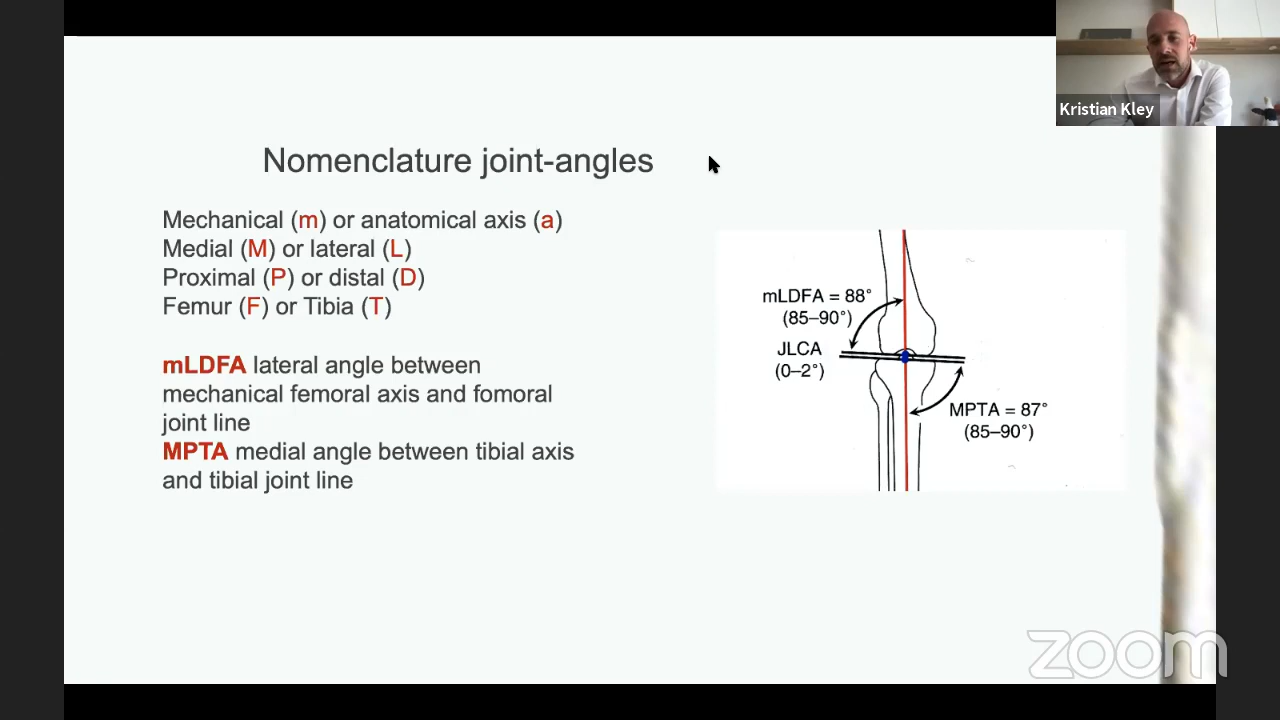 Kristian Kley
Nomenclature joint-angles
Mechanical (m) or anatomical axis (a)
Medial (M) or lateral (L)
Proximal (P) or distal (D)
Femur (F) or Tibia (T)
mLDFA lateral angle between
mechanical femoral axis and fomoral
joint line
MPTA medial angle between tibial axis
and tibial joint line
mLDFA = 88°
(85–90°)
JLCA
(0–2°)
MPTA = 87°
(85–90°)
zoom